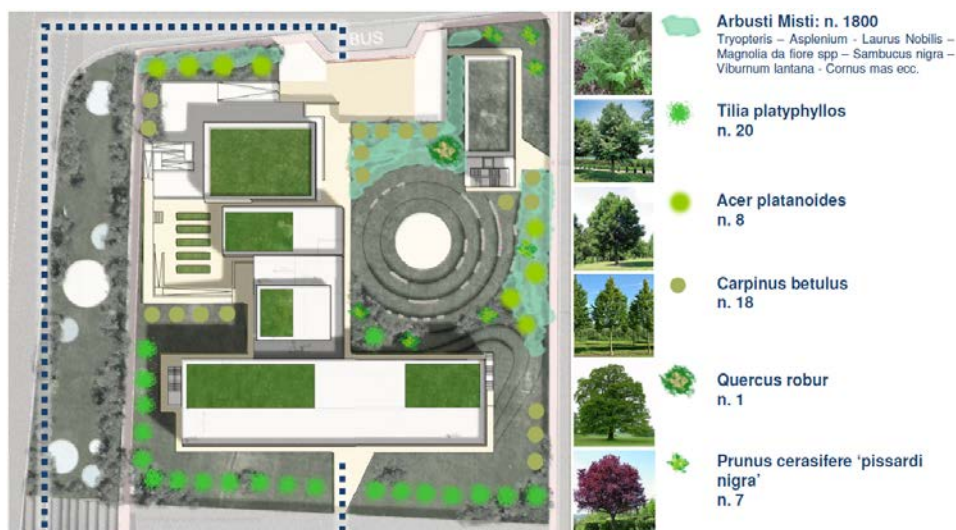 BUS
Arbusti Misti: n. 1800
Tryopteris – Asplenium - Laurus Nobilis –
Magnolia da fiore spp – Sambucus nigra –
Viburnum lantana - Cornus mas ecc.
Tilia platyphyllos
n. 20
Acer platanoides
n. 8
Carpinus betulus
n. 18
Quercus robur
n. 1
Prunus cerasifere ‘pissardi
nigra’
n. 7